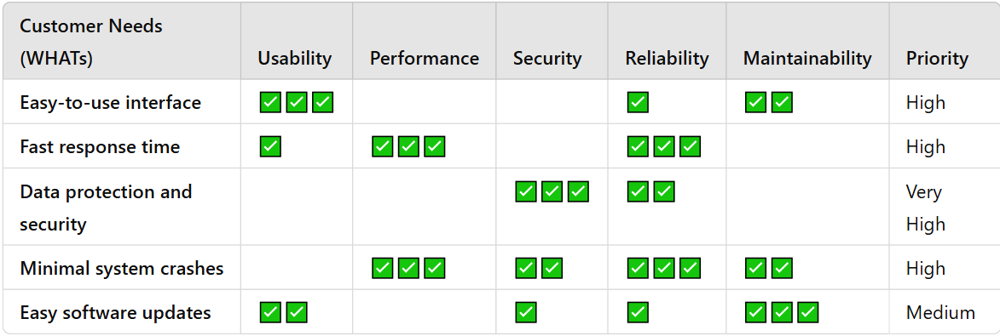 Customer Needs
(WHATs) Usability Performance Security Reliability Maintainability Priority
Easy-to-use interface ✅✅✅ ✅ ✅✅ High
Fast response time ✅ ✅✅✅ ✅✅✅ High
Data protection and ✅✅✅ ✅✅ Very
security High
Minimal system crashes ✅✅✅ ✅✅ ✅✅✅ ✅✅ High
Easy software updates ✅✅ ✅ ✅ ✅✅✅ Medium